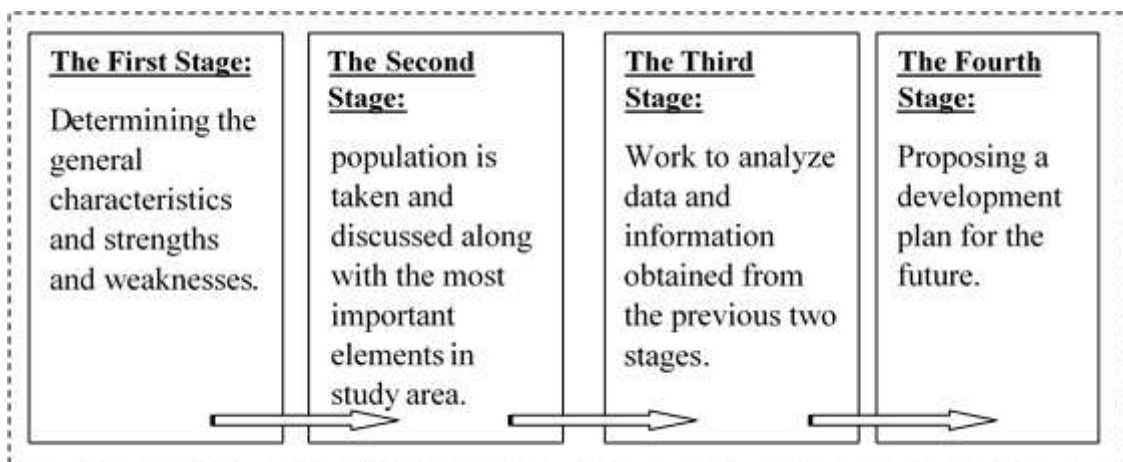 The First Stage:
Determining the
general
characteristics
and strengths
and weaknesses.
The Second
Stage:
population is
taken and
discussed along
with the most
important
elements in
study area.
The Third
Stage:
Work to analyze
data and
information
obtained from
the previous two
stages.
The Fourth
Stage:
Proposing a
development
plan for the
future.